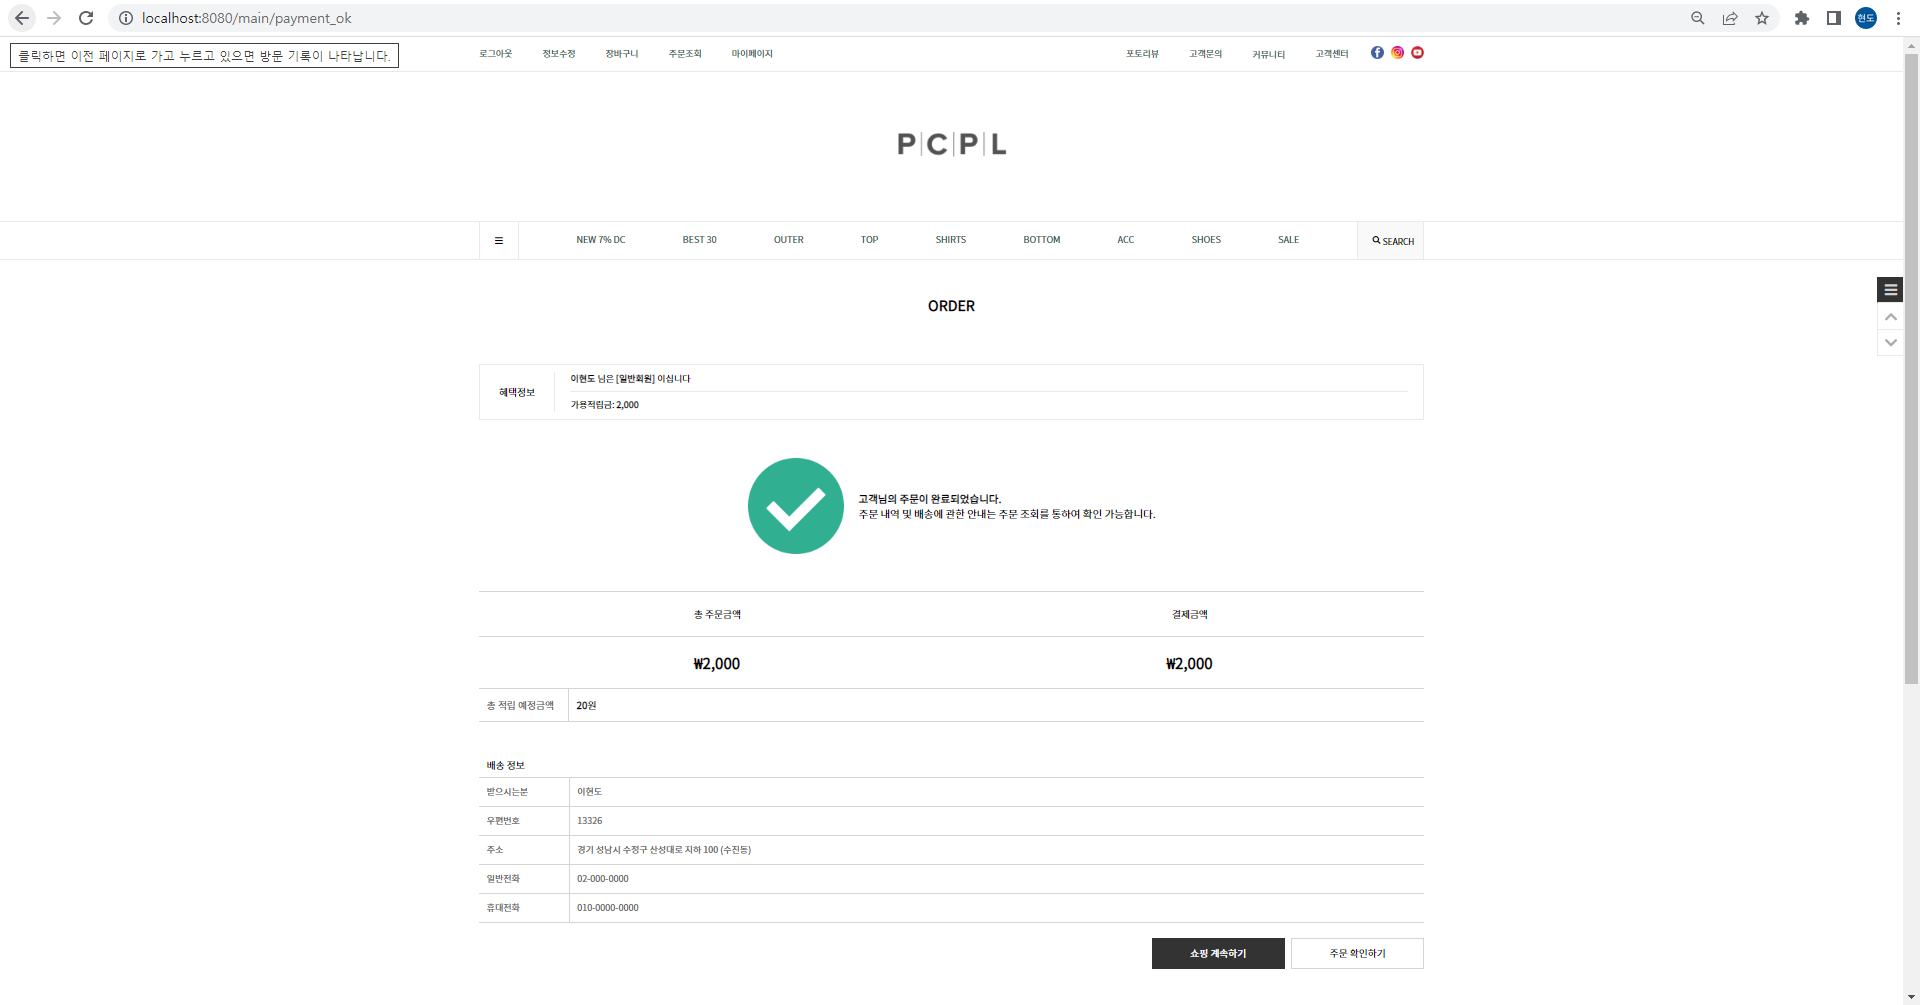 localhost:8080/main/payment_ok
현도
클릭하면 이전 페이지로 가고 누르고 있으면 방문 기록이 나타납니다.
로그아웃 정보수정 장바구니 주문조회 마이페이지 포토리뷰 고객문의 커뮤니티 고객센터
P|C|P|L
NEW 7% DC BEST 30 OUTER TOP SHIRTS BOTTOM ACC SHOES SALE SEARCH
ORDER
혜택정보
이현도 님은 [일반회원] 이십니다
가용적립금: 2,000
고객님의 주문이 완료되었습니다.
주문 내역 및 배송에 관한 안내는 주문 조회를 통하여 확인 가능합니다.
총 주문금액 결제금액
₩2,000 ₩2,000
총 적립 예정금액 20원
배송 정보
받으시는분 이현도
우편번호 13326
주소 경기 성남시 수정구 산성대로 지하 100 (수진동)
일반전화 02-000-0000
휴대전화 010-0000-0000
쇼핑 계속하기 주문 확인하기